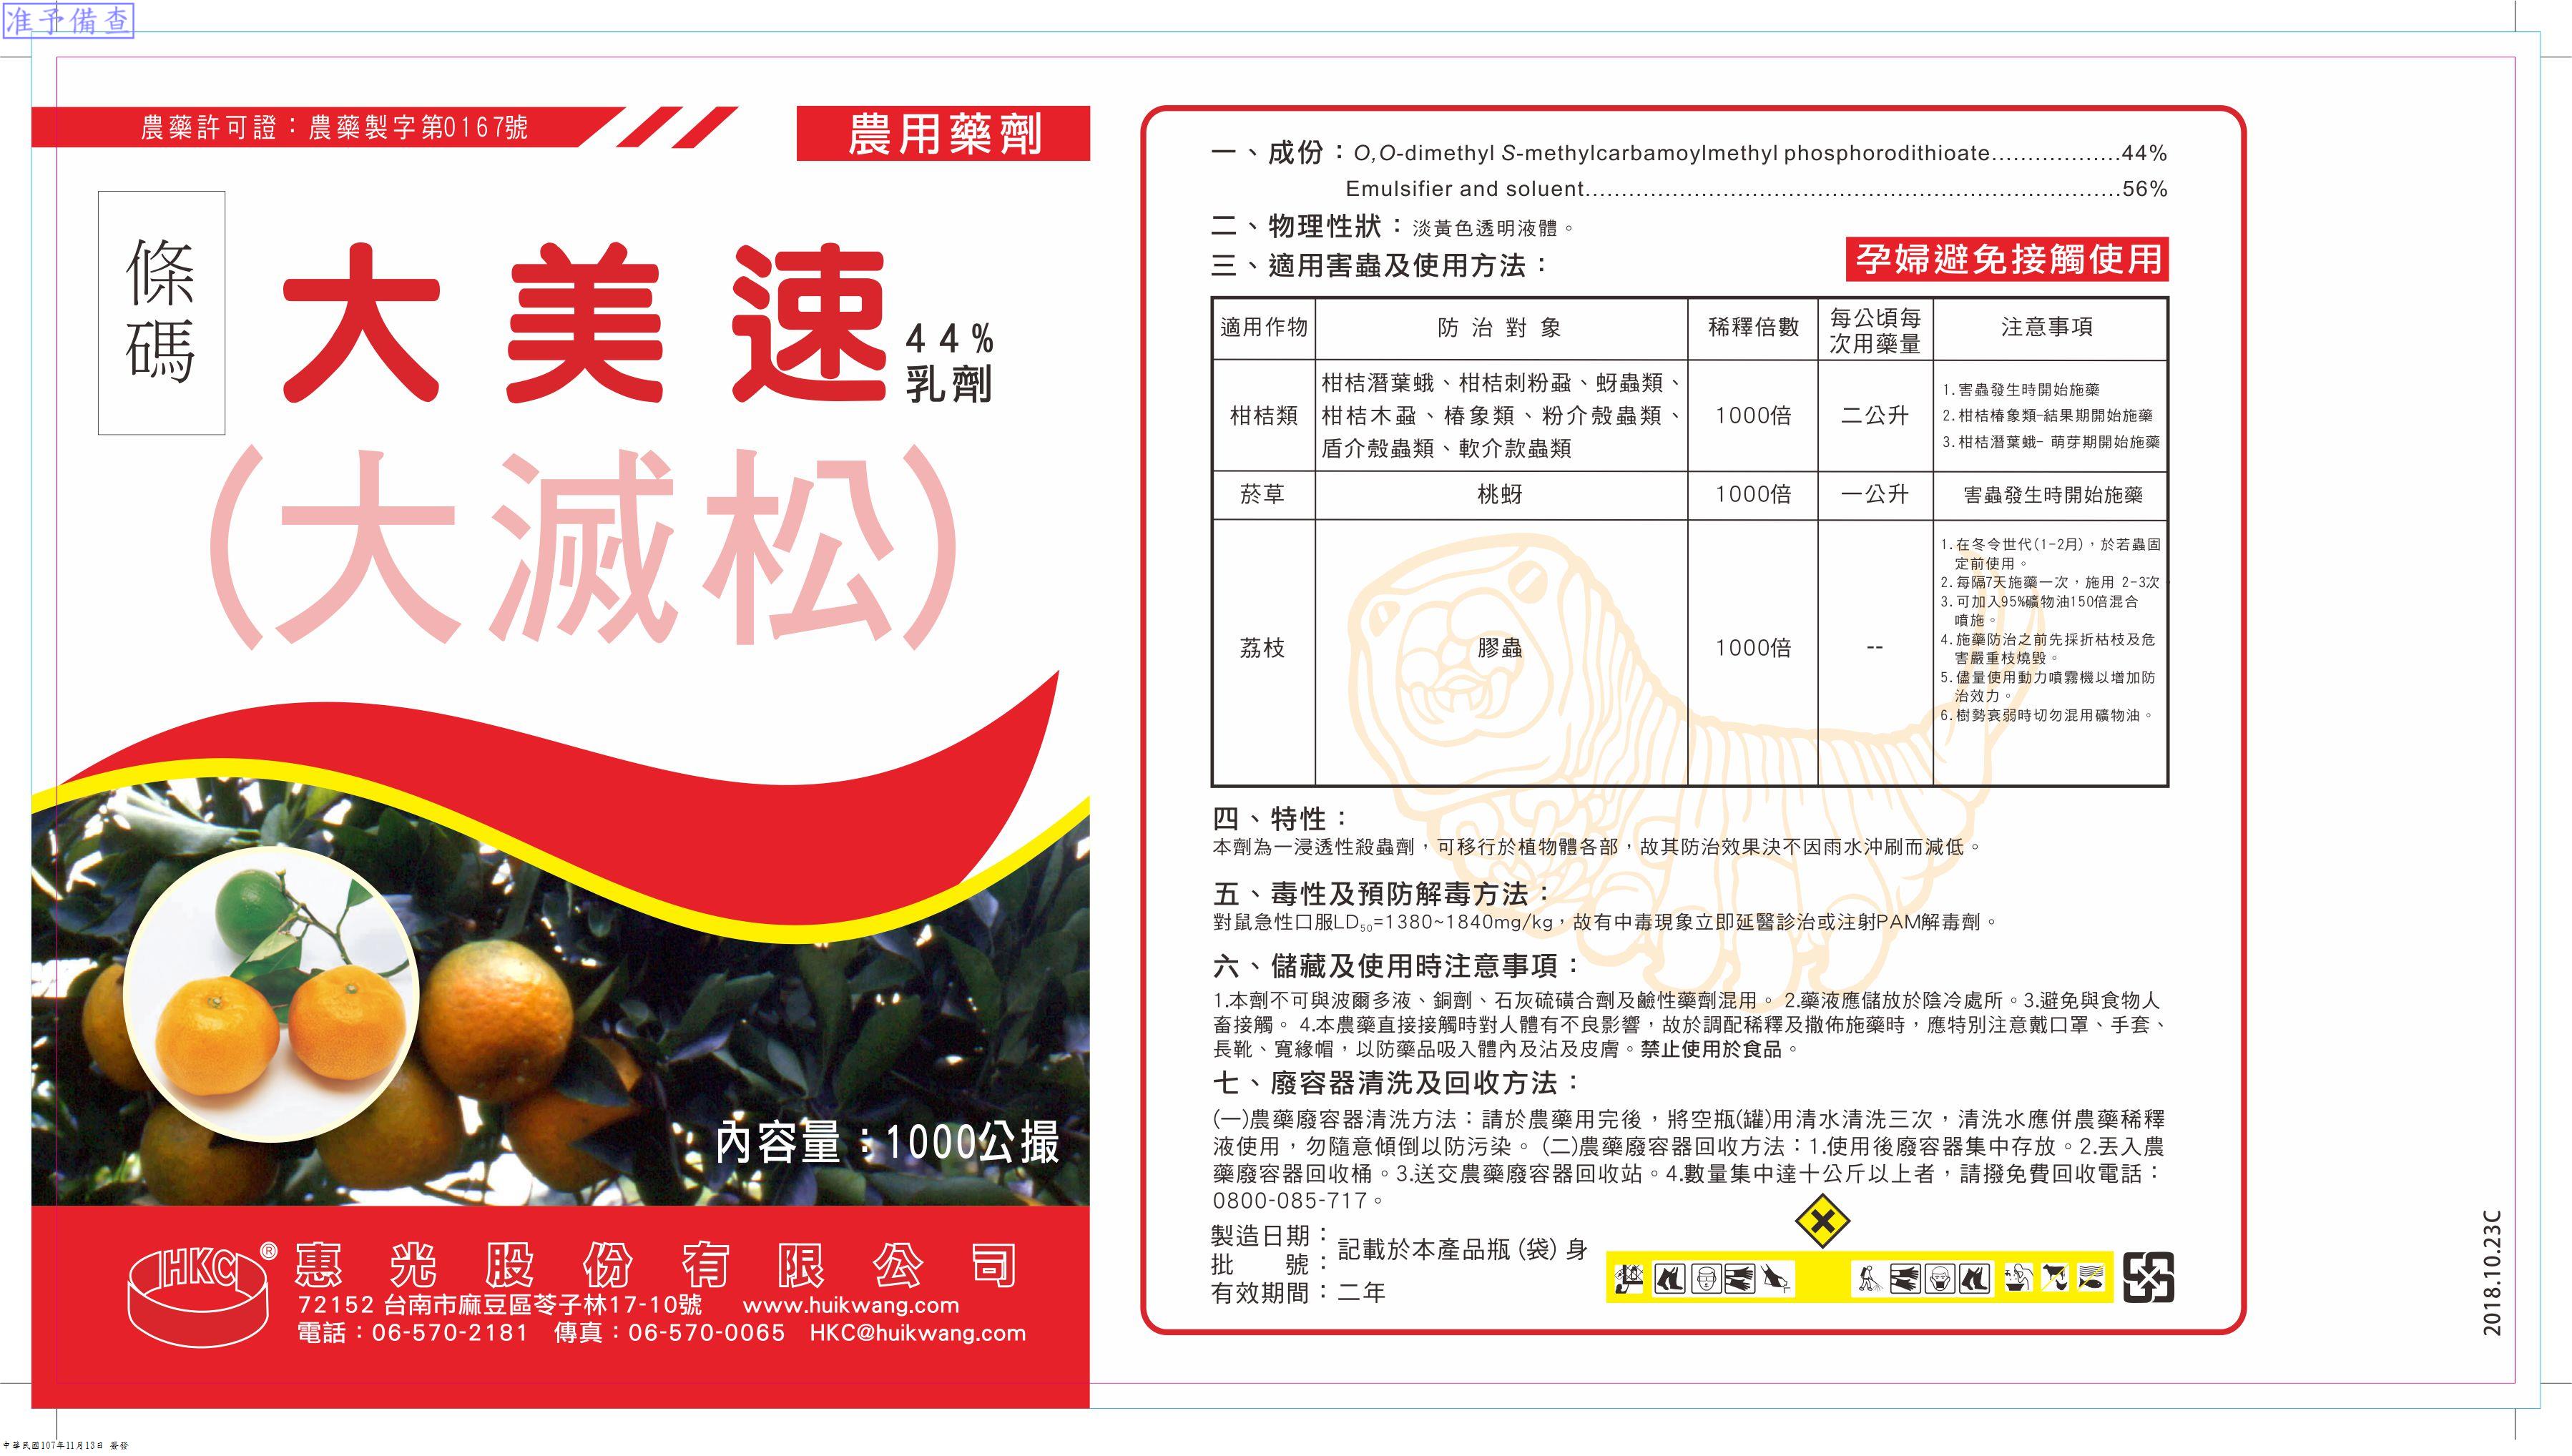 准予備查
農藥許可證：農藥製字第0167號
農用藥劑
條碼
大美速
44%
乳劑
(大滅松)
內容量：1000公撮
HKC®
惠光股份有限公司
72152 台南市麻豆區苓子林17-10號 www.huikwang.com
電話：06-570-2181 傳真：06-570-0065 HKC@huikwang.com
一、成份：O,O-dimethyl S-methylcarbamoylmethyl phosphorodithioate..................44%
Emulsifier and soluent..........................................................................56%
二、物理性狀：淡黃色透明液體。
三、適用害蟲及使用方法：
孕婦避免接觸使用
適用作物 防治對象 稀釋倍數 每公頃每次用藥量 注意事項
柑桔類
柑桔潛葉蛾、柑桔刺粉蝨、蚜蟲類、
柑桔木蝨、椿象類、粉介殼蟲類、
盾介殼蟲類、軟介款蟲類
1000倍 二公升
1.害蟲發生時開始施藥
2.柑桔椿象類-結果期開始施藥
3.柑桔潛葉蛾- 萌芽期開始施藥
菸草 桃蚜 1000倍 一公升 害蟲發生時開始施藥
荔枝 膠蟲 1000倍 --
1.在冬令世代(1-2月)，於若蟲固
定前使用。
2.每隔7天施藥一次，施用 2-3次。
3.可加入95%礦物油150倍混合
噴施。
4.施藥防治之前先採折枯枝及危
害嚴重枝燒毀。
5.儘量使用動力噴霧機以增加防
治效力。
6.樹勢衰弱時切勿混用礦物油。
四、特性：
本劑為一浸透性殺蟲劑，可移行於植物體各部，故其防治效果決不因雨水沖刷而減低。
五、毒性及預防解毒方法：
對鼠急性口服LD50=1380~1840mg/kg，故有中毒現象立即延醫診治或注射PAM解毒劑。
六、儲藏及使用時注意事項：
1.本劑不可與波爾多液、銅劑、石灰硫磺合劑及鹼性藥劑混用。 2.藥液應儲放於陰冷處所。3.避免與食物人
畜接觸。 4.本農藥直接接觸時對人體有不良影響，故於調配稀釋及撒佈施藥時，應特別注意戴口罩、手套、
長靴、寬緣帽，以防藥品吸入體內及沾及皮膚。禁止使用於食品。
七、廢容器清洗及回收方法：
(一)農藥廢容器清洗方法：請於農藥用完後，將空瓶(罐)用清水清洗三次，清洗水應併農藥稀釋
液使用，勿隨意傾倒以防污染。 (二)農藥廢容器回收方法：1.使用後廢容器集中存放。2.丟入農
藥廢容器回收桶。3.送交農藥廢容器回收站。4.數量集中達十公斤以上者，請撥免費回收電話：
0800-085-717。
製造日期：
批 號：
記載於本產品瓶(袋)身
有效期間：二年
2018.10.23C
中華民國107年11月13日 簽發